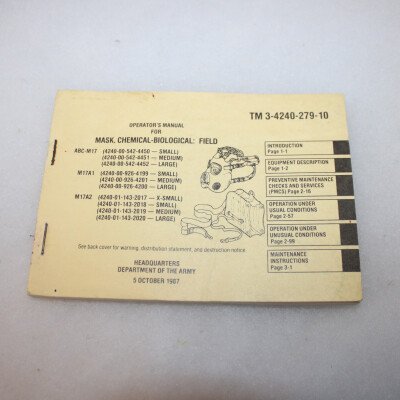 TM 3-4240-279-10
OPERATOR'S MANUAL
FOR
MASK, CHEMICAL-BIOLOGICAL: FIELD
ABC-M17 (4240-00-542-4450 — SMALL)
(4240-00-542-4451 — MEDIUM)
(4240-00-542-4452 — LARGE)
M17A1 (4240-00-926-4199 — SMALL)
(4240-00-926-4201 — MEDIUM)
(4240-00-926-4200 — LARGE)
M17A2 (4240-01-143-2017 — X-SMALL)
(4240-01-143-2018 — SMALL)
(4240-01-143-2019 — MEDIUM)
(4240-01-143-2020 — LARGE)
See back cover for warning, distribution statement, and destruction notice.
HEADQUARTERS
DEPARTMENT OF THE ARMY
5 OCTOBER 1987
INTRODUCTION
Page 1-1
EQUIPMENT DESCRIPTION
Page 1-2
PREVENTIVE MAINTENANCE
CHECKS AND SERVICES
(PMCS) Page 2-16
OPERATION UNDER
USUAL CONDITIONS
Page 2-57
OPERATION UNDER
UNUSUAL CONDITIONS
Page 2-98
MAINTENANCE
INSTRUCTIONS
Page 3-1